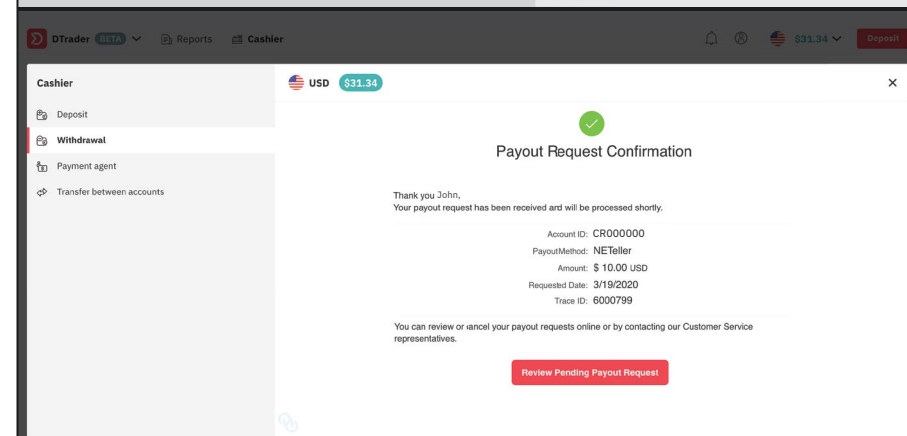 DTrader BETA Reports Cashier $31.34 Deposit
Cashier
USD $31.34
Deposit
Withdrawal
Payment agent
Transfer between accounts
Payout Request Confirmation
Thank you John,
Your payout request has been received and will be processed shortly.
Account ID: CR000000
PayoutMethod: NETeller
Amount: $ 10.00 USD
Requested Date: 3/19/2020
Trace ID: 6000799
You can review or cancel your payout requests online or by contacting our Customer Service
representatives.
Review Pending Payout Request